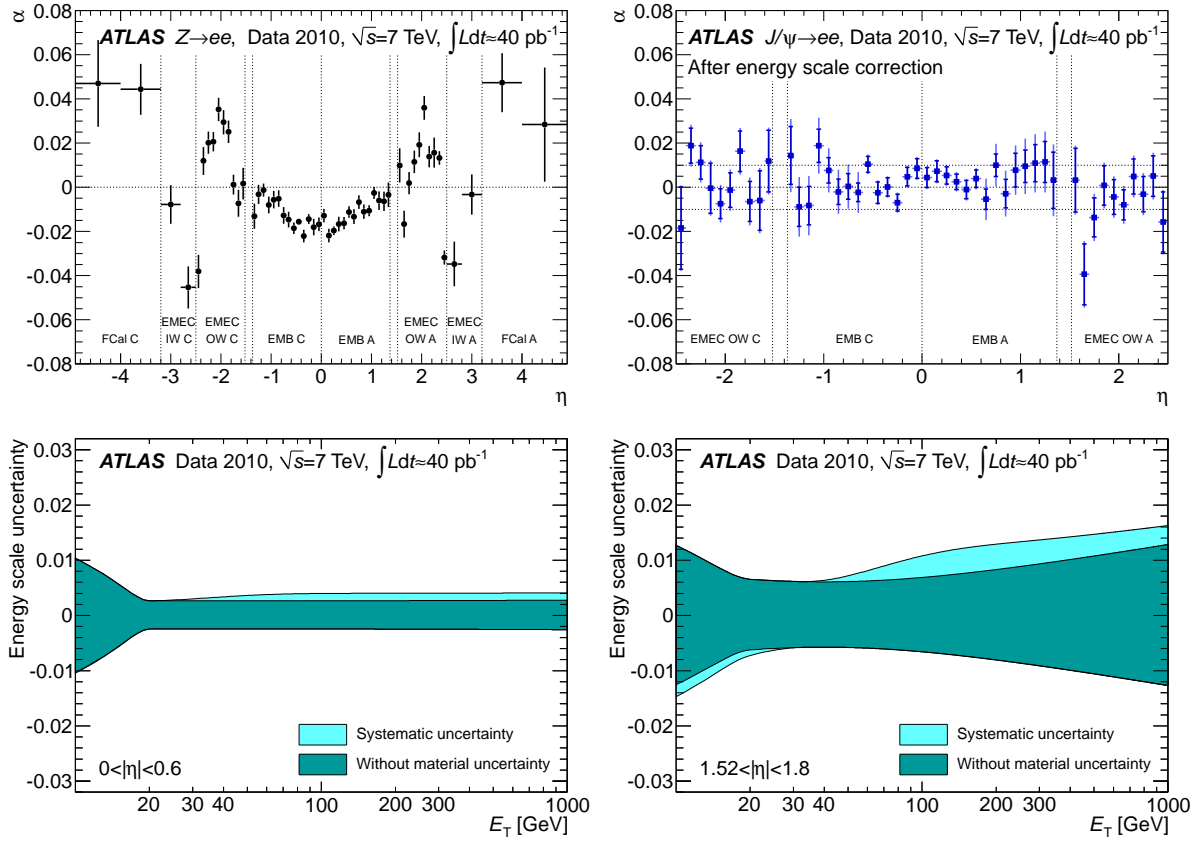 α
ATLAS Z→ee, Data 2010, √s=7 TeV, ∫Ldt≈40 pb⁻¹
0.08
0.06
0.04
0.02
0
-0.02
-0.04
-0.06
-0.08
FCal C
EMEC IW C
EMEC OW C
EMB C
EMB A
EMEC OW A
EMEC IW A
FCal A
-4 -3 -2 -1 0 1 2 3 4
η
α
ATLAS J/ψ→ee, Data 2010, √s=7 TeV, ∫Ldt≈40 pb⁻¹
After energy scale correction
0.08
0.06
0.04
0.02
0
-0.02
-0.04
-0.06
-0.08
EMEC OW C
EMB C
EMB A
EMEC OW A
-2 -1 0 1 2
η
Energy scale uncertainty
ATLAS Data 2010, √s=7 TeV, ∫Ldt≈40 pb⁻¹
0.03
0.02
0.01
0
-0.01
-0.02
-0.03
Systematic uncertainty
Without material uncertainty
0<|η|<0.6
20 30 40 100 200 300 1000
E_T [GeV]
Energy scale uncertainty
ATLAS Data 2010, √s=7 TeV, ∫Ldt≈40 pb⁻¹
0.03
0.02
0.01
0
-0.01
-0.02
-0.03
Systematic uncertainty
Without material uncertainty
1.52<|η|<1.8
20 30 40 100 200 300 1000
E_T [GeV]